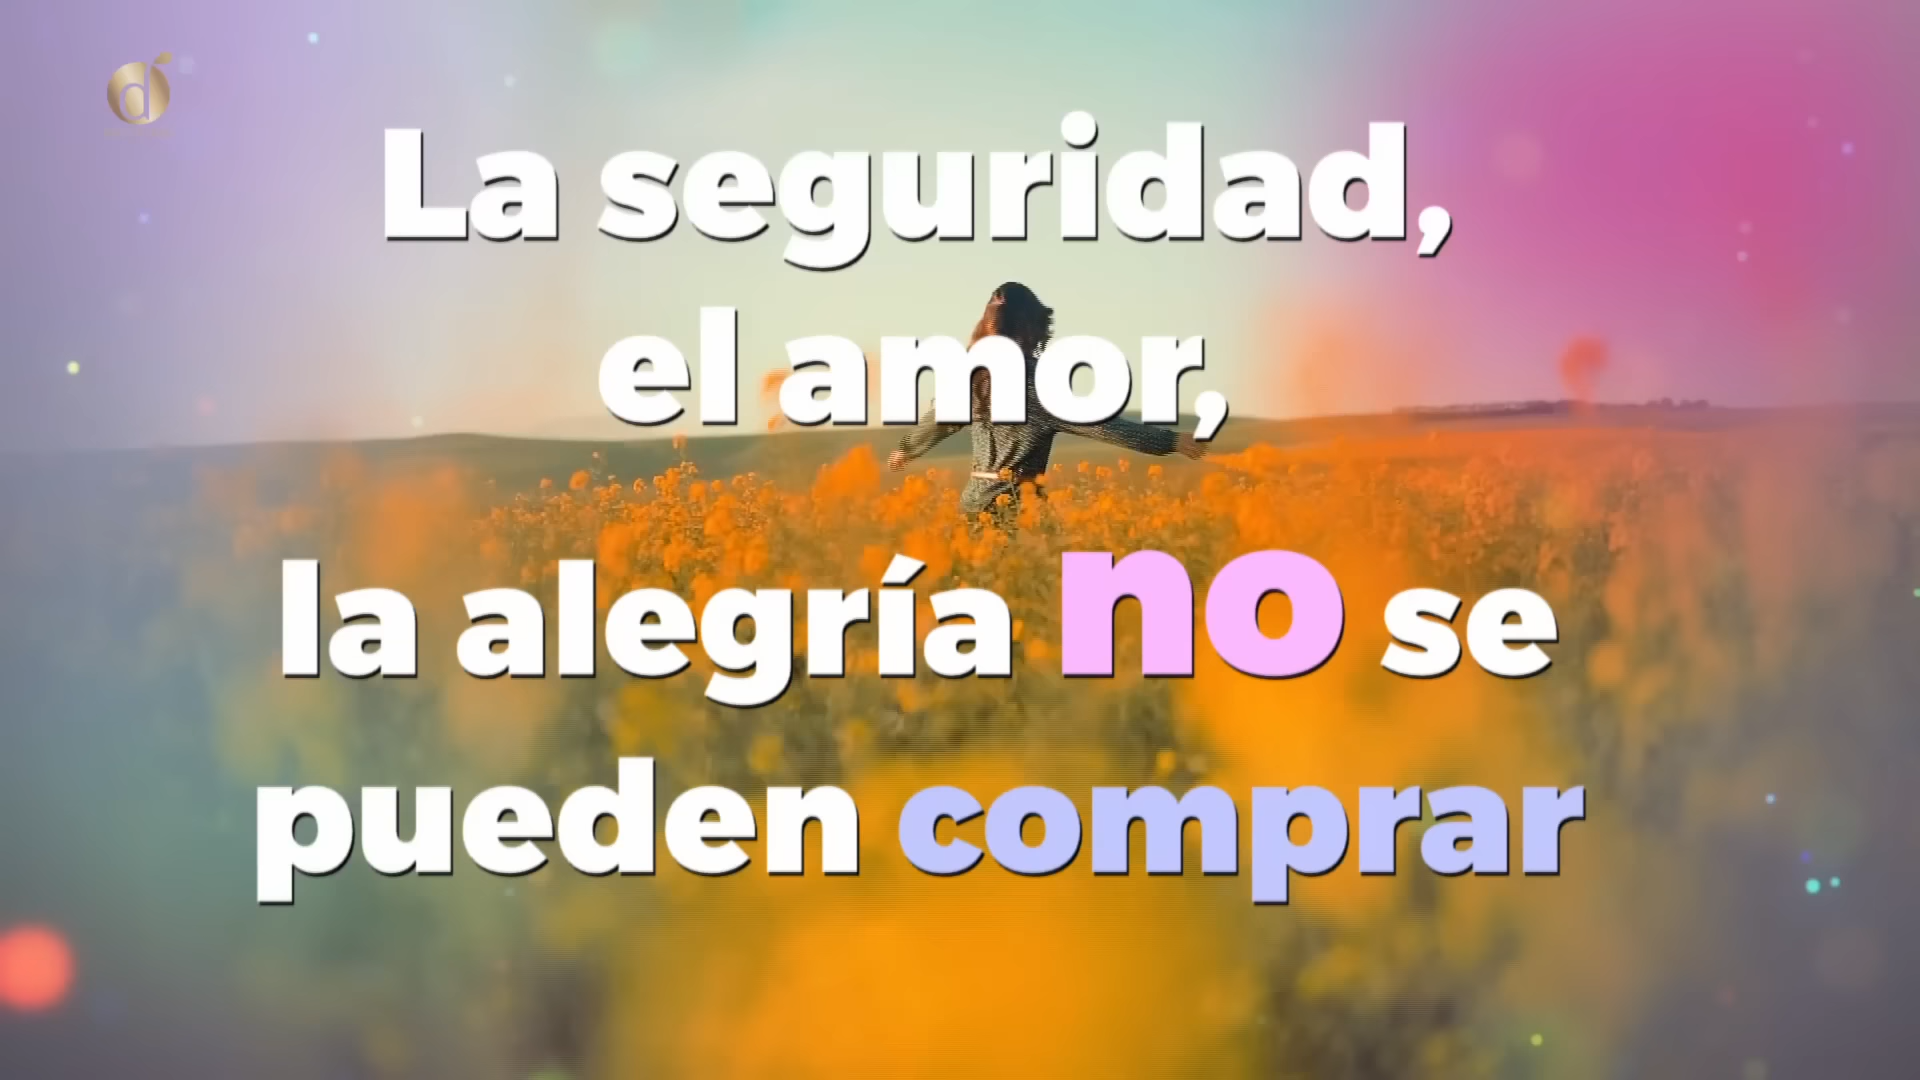 d
La seguridad,
el amor,
la alegría no se
pueden comprar